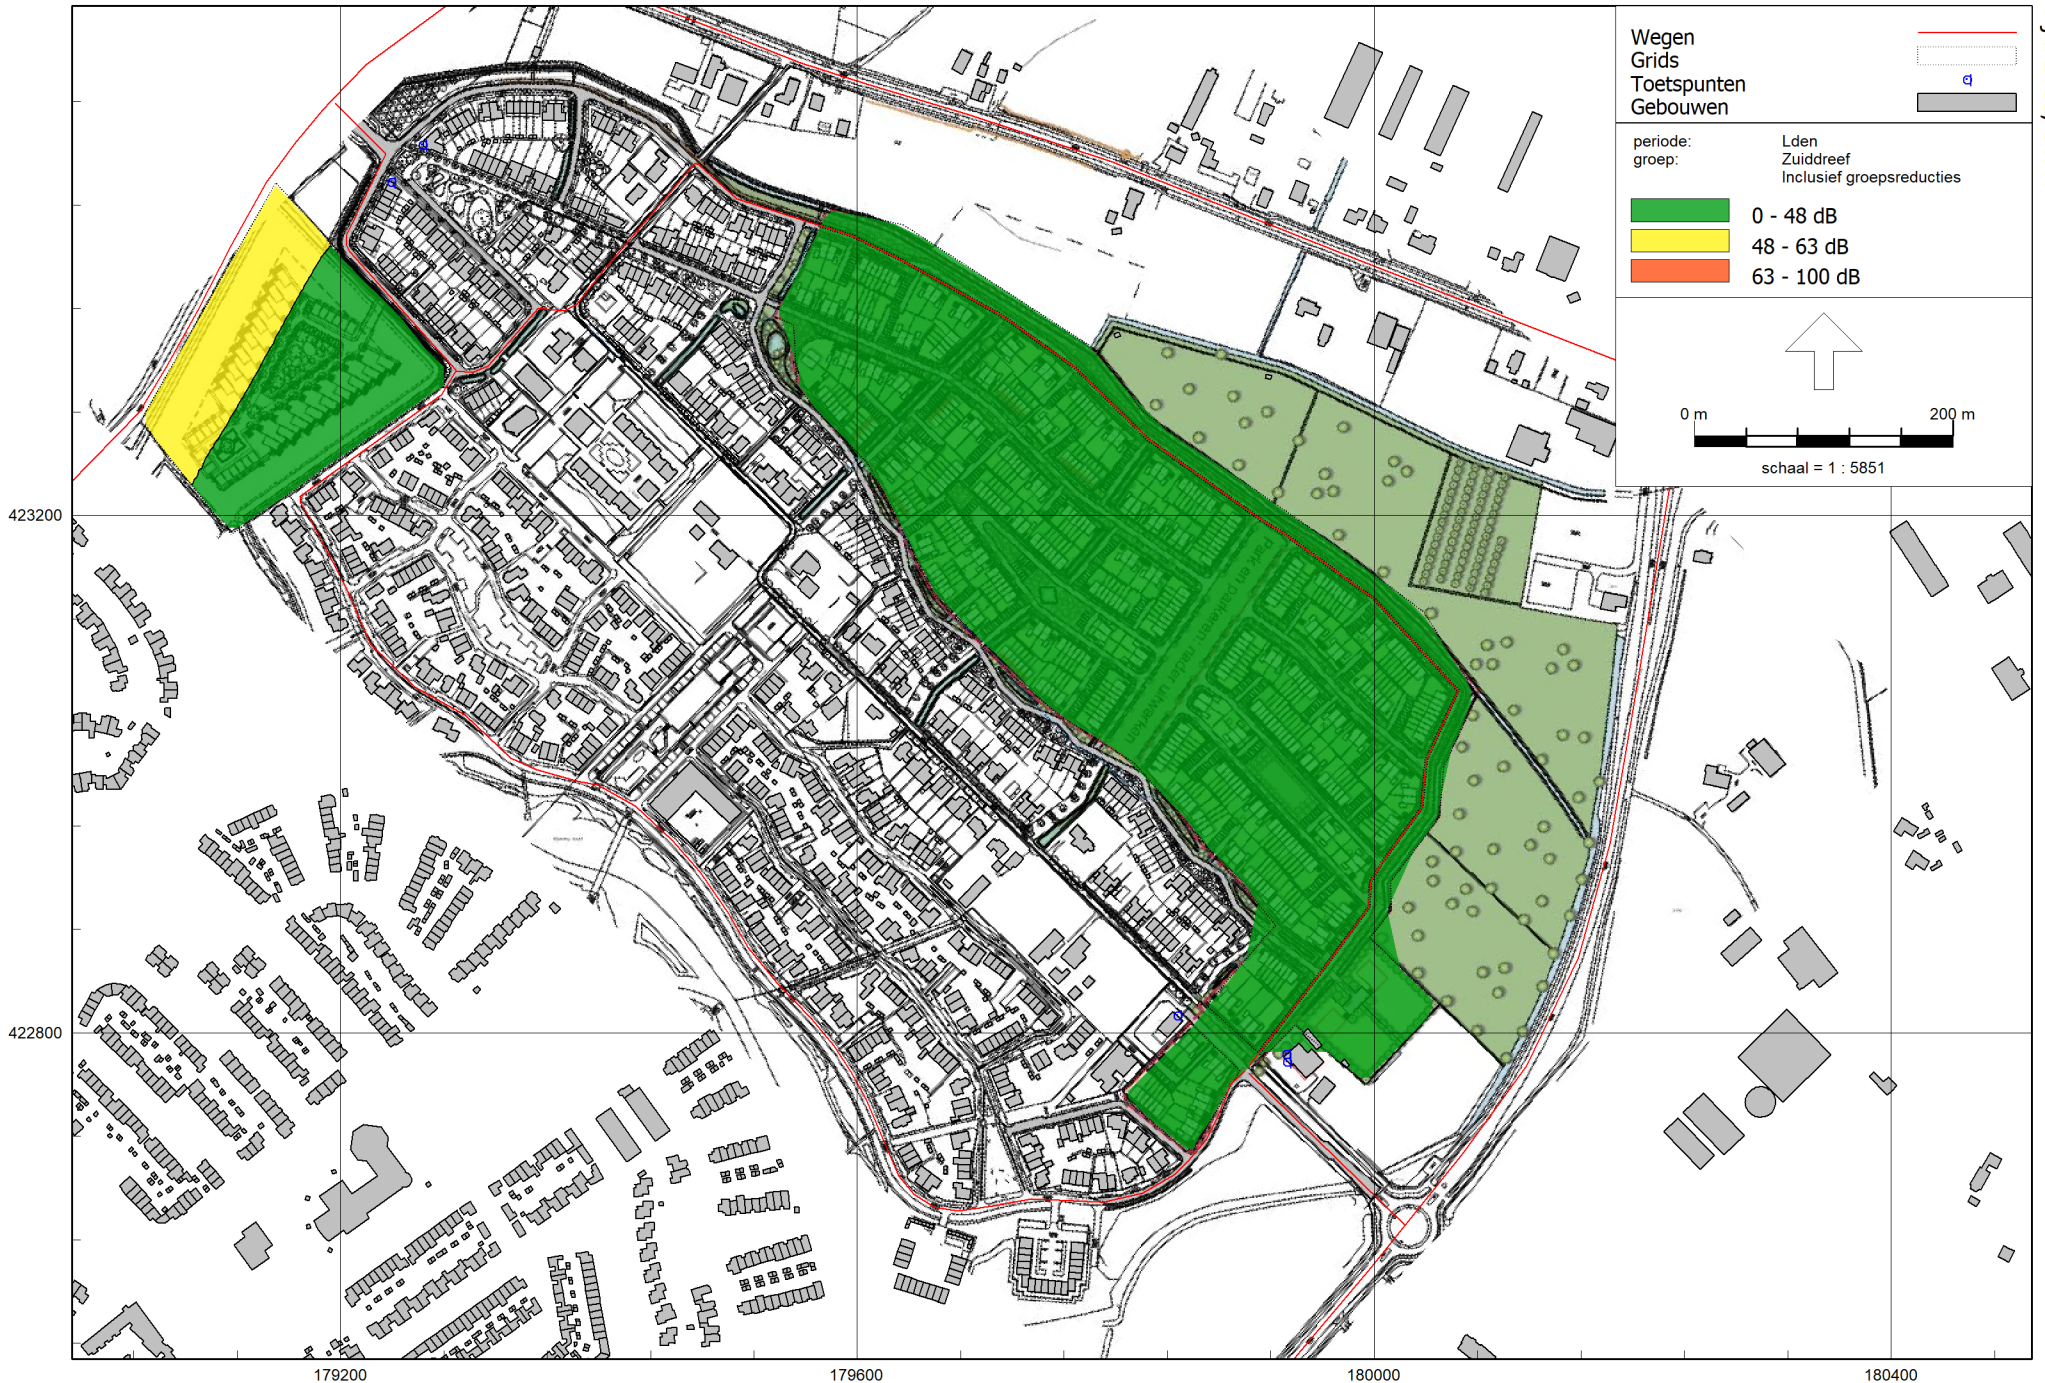 Wegen
Grids
Toetspunten
Gebouwen
periode: Lden
groep: Zuiddreef
Inclusief groepsreducties
0 - 48 dB
48 - 63 dB
63 - 100 dB
0 m 200 m
schaal = 1 : 5851
423200
422800
179200 179600 180000 180400